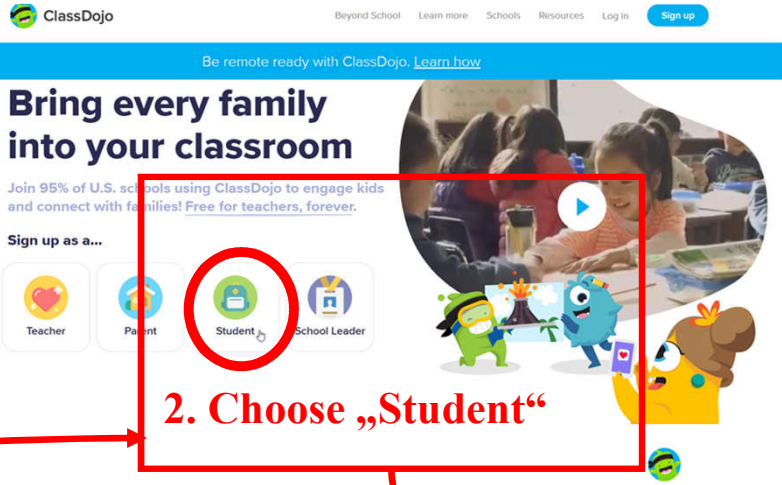 ClassDojo
Beyond School Learn more Schools Resources Log in Sign up
Be remote ready with ClassDojo. Learn how
Bring every family
into your classroom
Join 95% of U.S. schools using ClassDojo to engage kids
and connect with families! Free for teachers, forever.
Sign up as a...
Teacher Parent Student School Leader
2. Choose „Student“